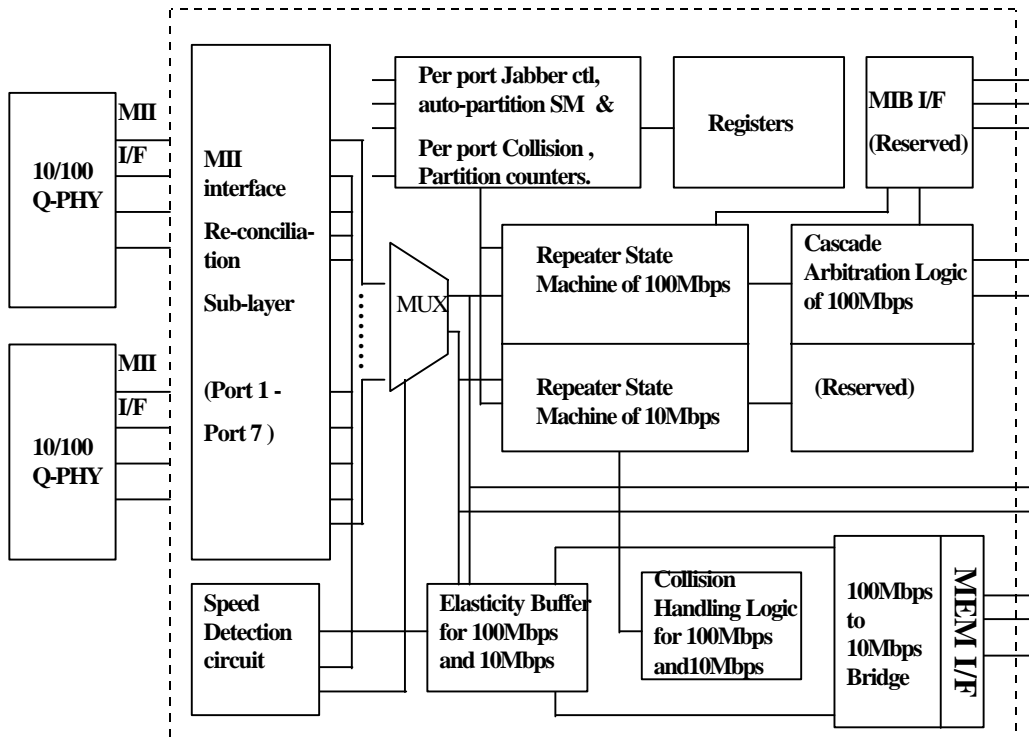 MII
I/F
10/100
Q-PHY
MII
I/F
10/100
Q-PHY
MII
interface
Re-concilia-
tion
Sub-layer
(Port 1 -
Port 7 )
Speed
Detection
circuit
MUX
Per port Jabber ctl,
auto-partition SM &
Per port Collision ,
Partition counters.
Registers
MIB I/F
(Reserved)
Repeater State
Machine of 100Mbps
Cascade
Arbitration Logic
of 100Mbps
Repeater State
Machine of 10Mbps
(Reserved)
Elasticity Buffer
for 100Mbps
and 10Mbps
Collision
Handling Logic
for 100Mbps
and10Mbps
100Mbps
to
10Mbps
Bridge
MEM I/F